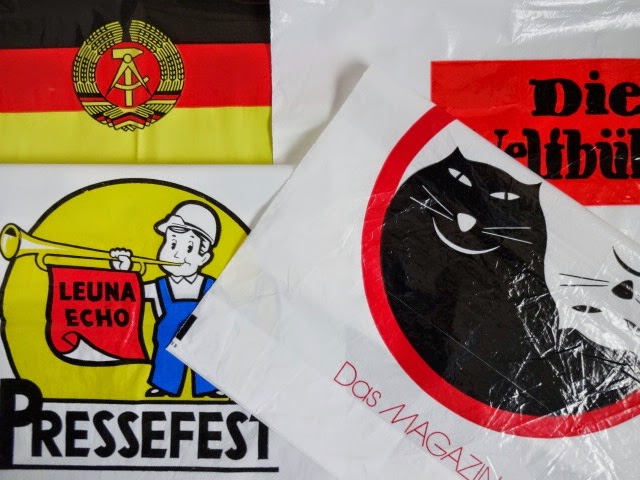 Die
LEUNA
ECHO
PRESSEFEST
Das MAGAZIN